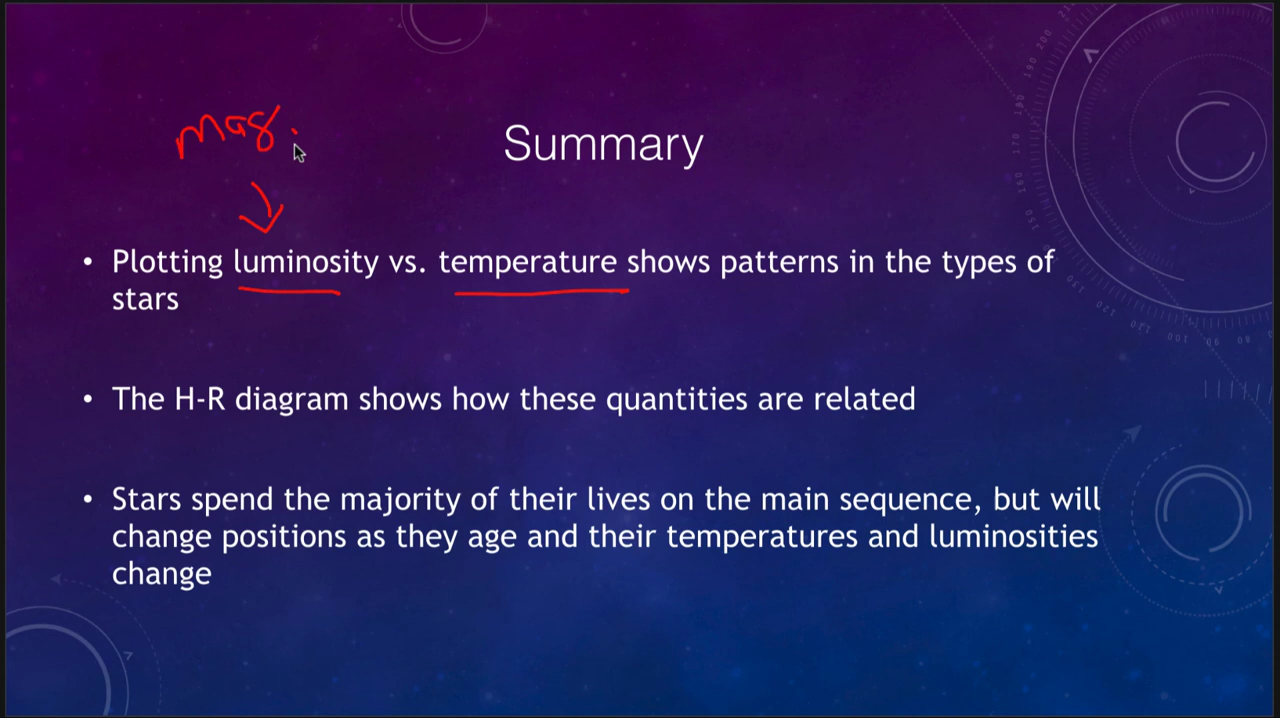 mag.
Summary
• Plotting luminosity vs. temperature shows patterns in the types of
stars
• The H-R diagram shows how these quantities are related
• Stars spend the majority of their lives on the main sequence, but will
change positions as they age and their temperatures and luminosities
change